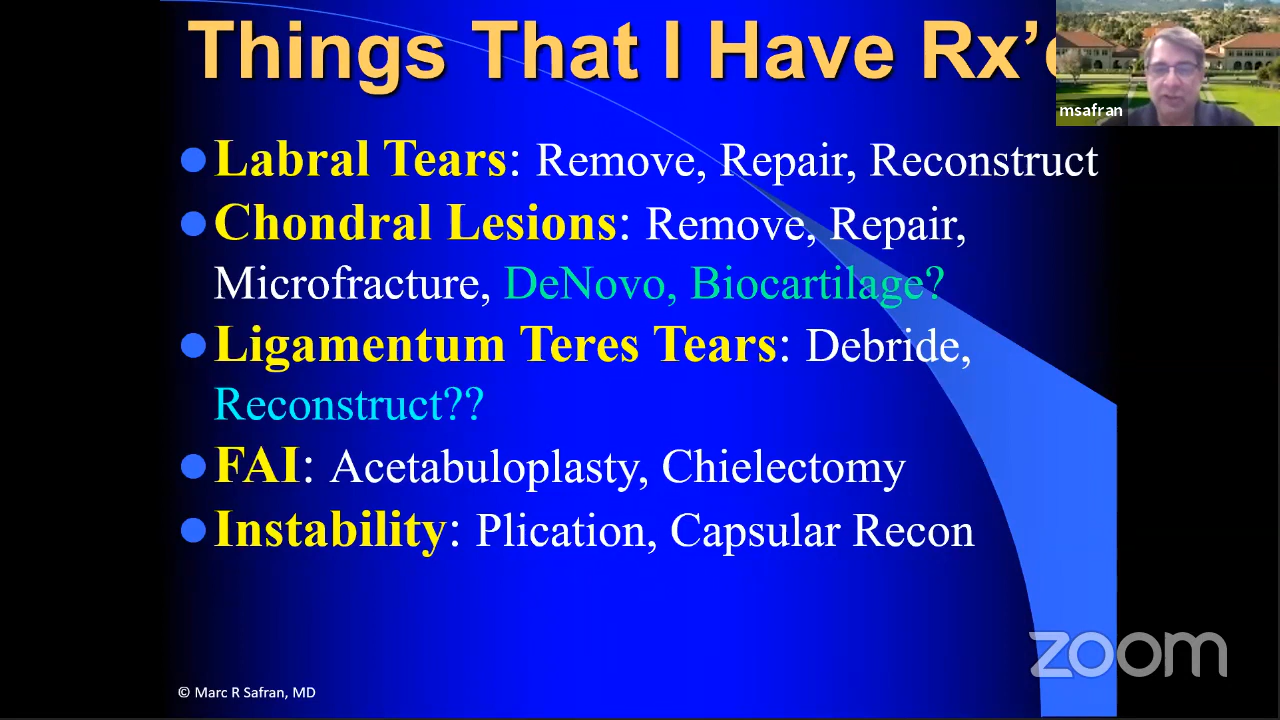 Things That I Have Rx’d
msafran
Labral Tears: Remove, Repair, Reconstruct
Chondral Lesions: Remove, Repair,
Microfracture, DeNovo, Biocartilage?
Ligamentum Teres Tears: Debride,
Reconstruct??
FAI: Acetabuloplasty, Chielectomy
Instability: Plication, Capsular Recon
zoom
© Marc R Safran, MD